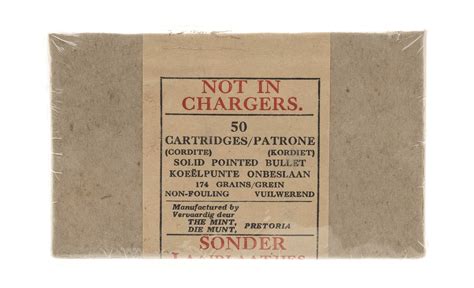 NOT IN
CHARGERS.
50
CARTRIDGES/PATRONE
(CORDITE) (KORDIET)
SOLID POINTED BULLET
KOEËLPUNTE ONBESLAAN
174 GRAINS/GREIN
NON-FOULING VUILWEREND
Manufactured by
Vervaardig deur
THE MINT,
DIE MUNT, PRETORIA
SONDER